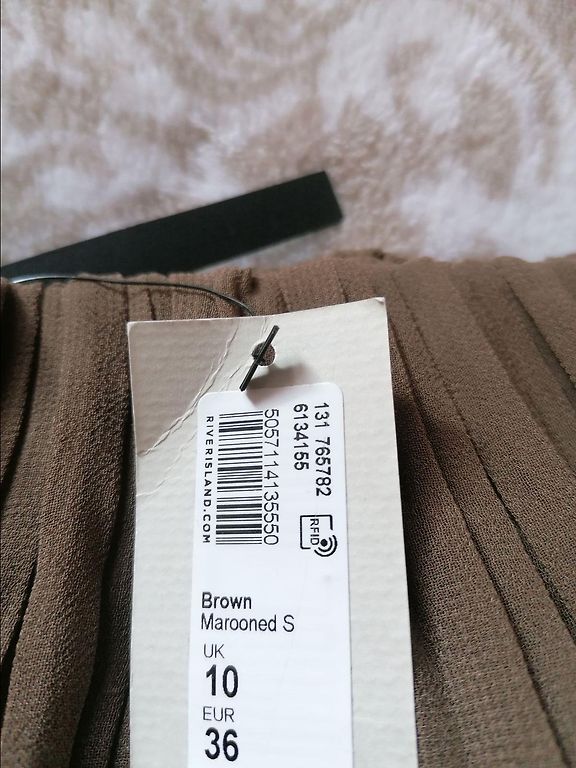 131 765782
6134155
RFID
5057114135550
RIVERISLAND.COM
Brown
Marooned S
UK
10
EUR
36